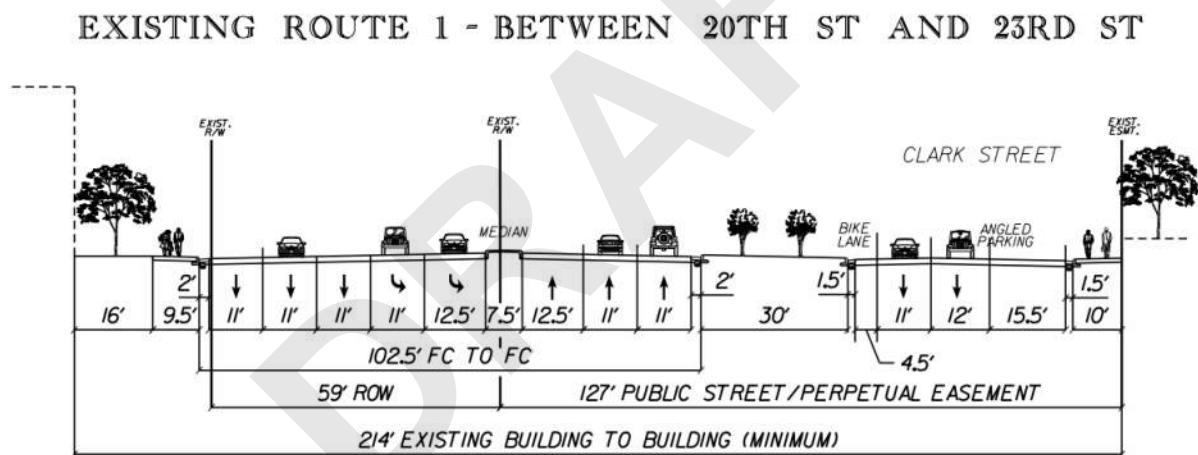 EXISTING ROUTE 1 - BETWEEN 20TH ST AND 23RD ST
DRAFT
EXIST.
R/W
EXIST.
R/W
EXIST.
ESMT.
CLARK STREET
MEDIAN
BIKE
LANE
ANGLED
PARKING
2'
2'
1.5'
1.5'
16' 9.5' 11' 11' 11' 11' 12.5' 7.5' 12.5' 11' 11' 30' 11' 12' 15.5' 10'
102.5' FC TO FC
4.5'
59' ROW
127' PUBLIC STREET/PERPETUAL EASEMENT
214' EXISTING BUILDING TO BUILDING (MINIMUM)